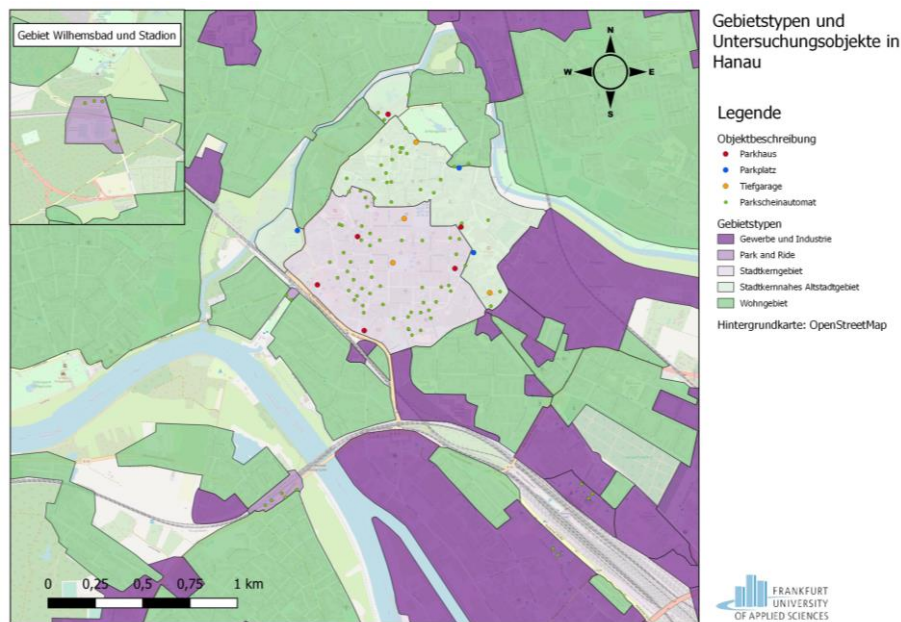 Gebiet Wilhemsbad und Stadion
N
W
E
S
0
0,25
0,5
0,75
1 km
Gebietstypen und
Untersuchungsobjekte in
Hanau
Legende
Objektbeschreibung
Parkhaus
Parkplatz
Tiefgarage
Parkscheinautomat
Gebietstypen
Gewerbe und Industrie
Park and Ride
Stadtkerngebiet
Stadtkernnahes Altstadtgebiet
Wohngebiet
Hintergrundkarte: OpenStreetMap
FRANKFURT
UNIVERSITY
OF APPLIED SCIENCES